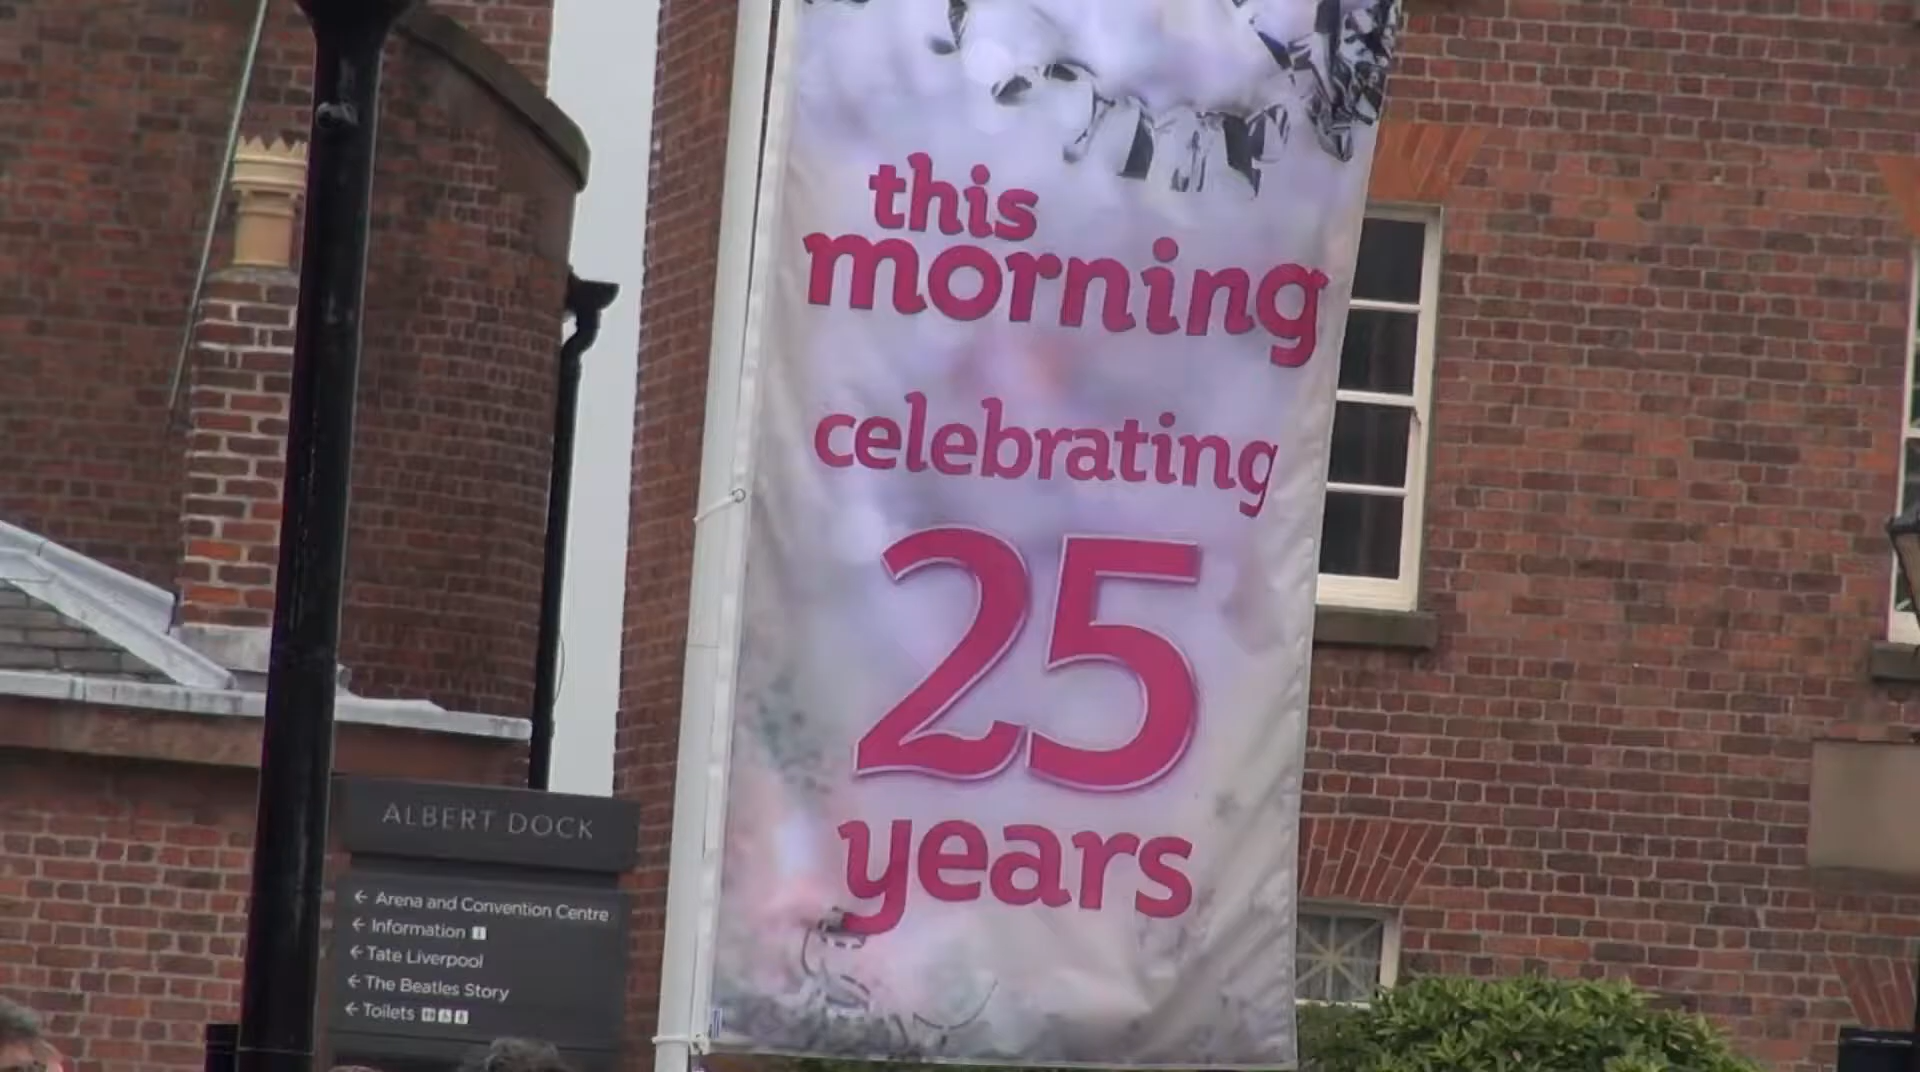 this
morning
celebrating
25
years
ALBERT DOCK
← Arena and Convention Centre
← Information i
← Tate Liverpool
← The Beatles Story
← Toilets